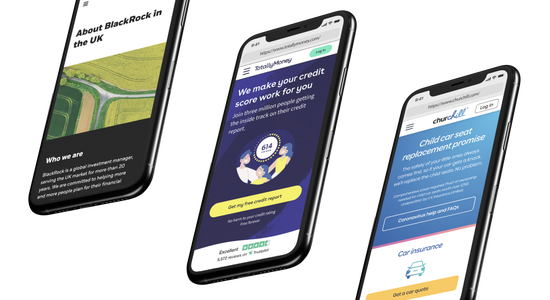 About BlackRock in
the UK
Who we are
BlackRock is a global investment manager,
serving the UK market for more than 20
years. We are committed to helping more
and more people plan for their financial
9:41
https://www.totallymoney.com/
TotallyMoney
Log in
We make your credit
score work for you
Join three million people getting
the inside track on their credit
report.
614
Get my free credit report
No harm to your credit rating
Free forever.
Excellent
5,572 reviews on Trustpilot
9:41
https://www.churchill.com/
churchill
Log In
Child car seat
replacement promise
The safety of your little ones always
comes first, so if your car gets a knock
we'll replace the child seats. No
Comprehensive cover required.
Coronavirus help and FAQs
Car insurance
Get a car quote